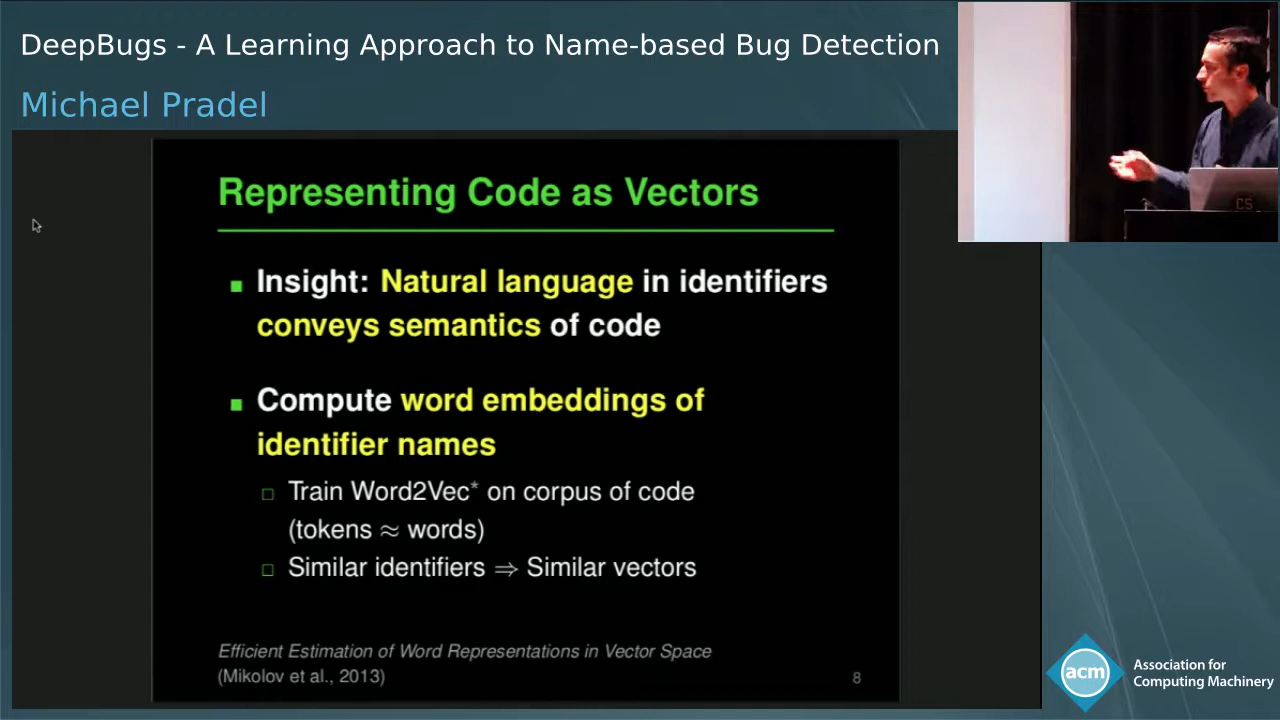 DeepBugs - A Learning Approach to Name-based Bug Detection
Michael Pradel
Representing Code as Vectors
Insight: Natural language in identifiers
conveys semantics of code
Compute word embeddings of
identifier names
Train Word2Vec* on corpus of code
(tokens ≈ words)
Similar identifiers ⇒ Similar vectors
Efficient Estimation of Word Representations in Vector Space
(Mikolov et al., 2013)
8
CS
acm
Association for
Computing Machinery